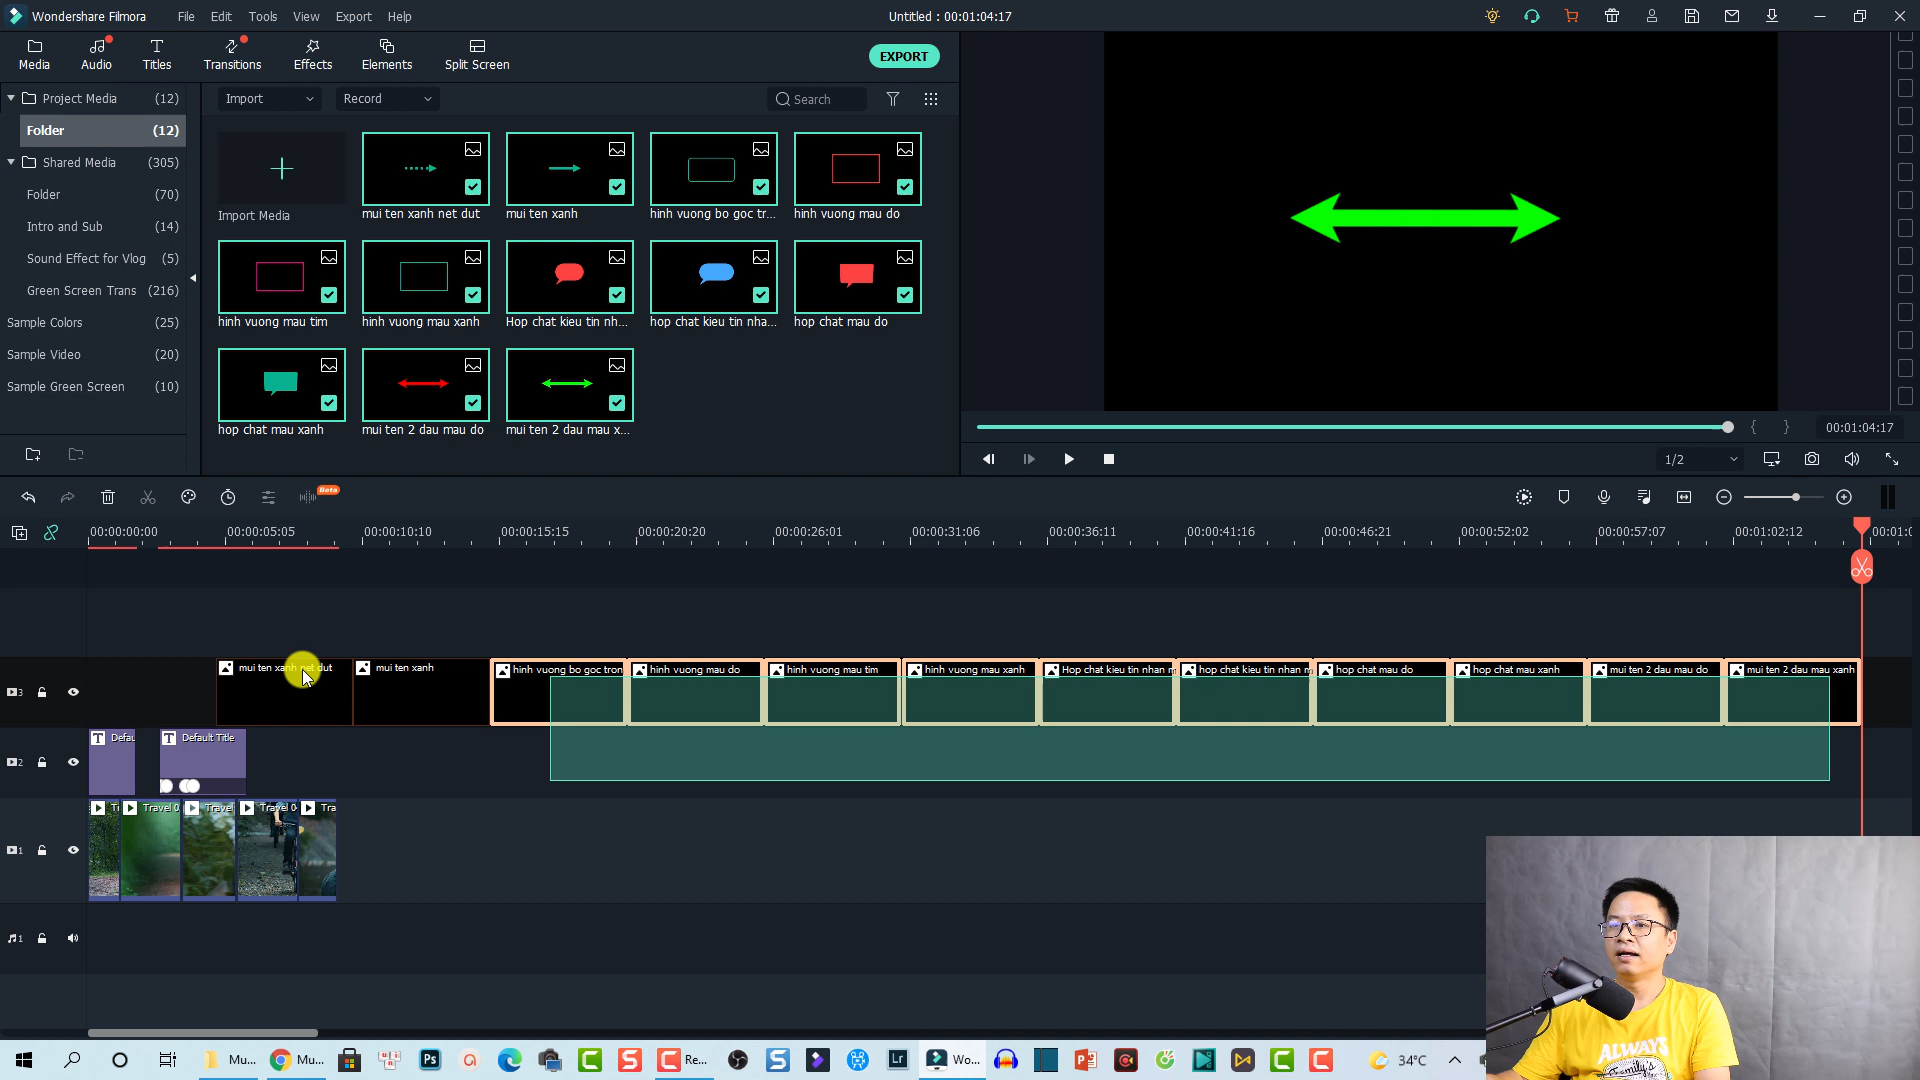 Wondershare Filmora
File Edit Tools View Export Help
Untitled : 00:01:04:17
Media Audio Titles Transitions Effects Elements Split Screen
EXPORT
Project Media (12)
Folder (12)
Shared Media (305)
Folder (70)
Intro and Sub (14)
Sound Effect for Vlog (5)
Green Screen Trans (216)
Sample Colors (25)
Sample Video (20)
Sample Green Screen (10)
Import Record Search
Import Media
mui ten xanh net dut
mui ten xanh
hinh vuong bo goc tr...
hinh vuong mau do
hinh vuong mau tim
hinh vuong mau xanh
Hop chat kieu tin nh...
hop chat kieu tin nha...
hop chat mau do
hop chat mau xanh
mui ten 2 dau mau do
mui ten 2 dau mau x...
{ } 00:01:04:17
1/2
Beta
00:00:00:00 00:00:05:05 00:00:10:10 00:00:15:15 00:00:20:20 00:00:26:01 00:00:31:06 00:00:36:11 00:00:41:16 00:00:46:21 00:00:52:02 00:00:57:07 00:01:02:12 00:01:0
3
mui ten xanh net dut
mui ten xanh
hinh vuong bo goc tron
hinh vuong mau do
hinh vuong mau tim
hinh vuong mau xanh
Hop chat kieu tin nhan m
hop chat kieu tin nhan m
hop chat mau do
hop chat mau xanh
mui ten 2 dau mau do
mui ten 2 dau mau xanh
2
T Defau
T Default Title
1
Travel 0 Travel Travel 0 Tra
1
ALWAYS
Family's
Mu... Mu... Ps Re... Lr Wo... 34°C